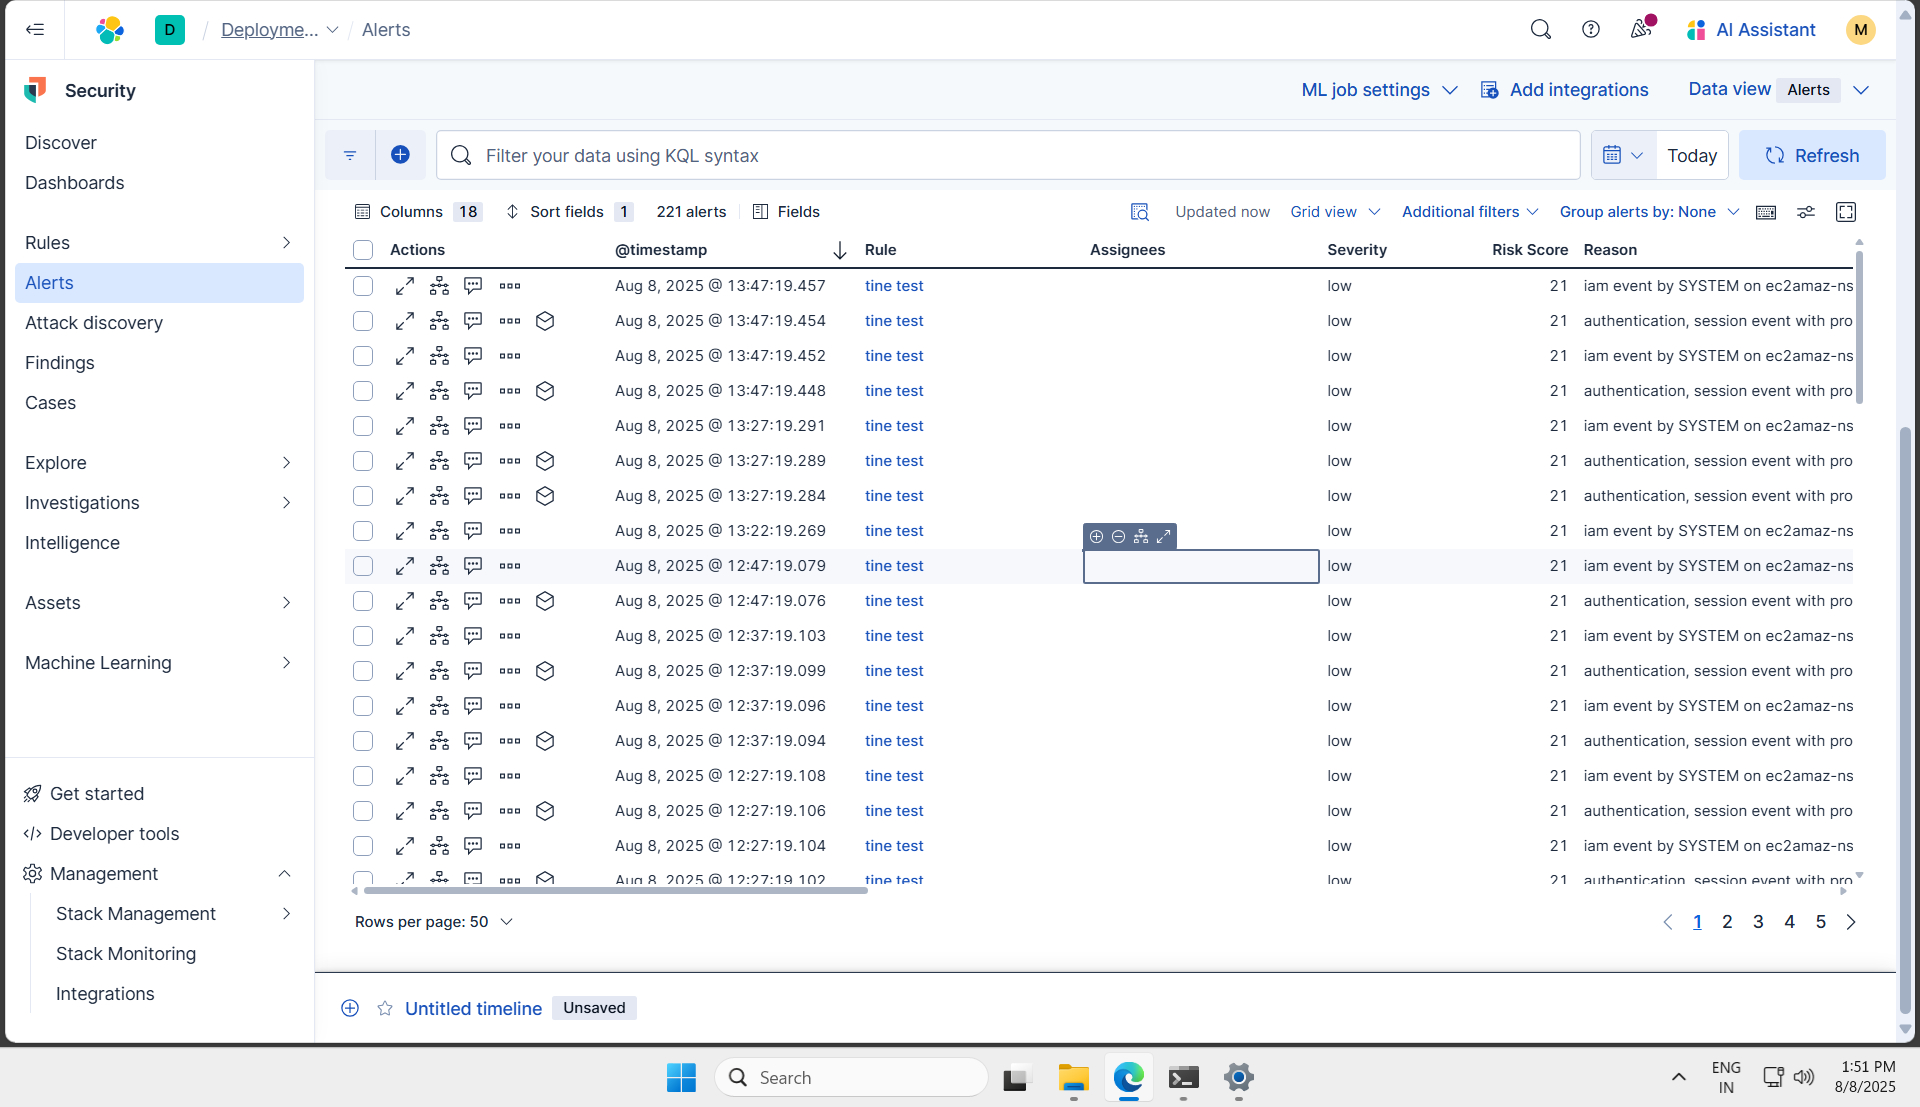 D / Deployme... / Alerts
AI Assistant M
Security
ML job settings Add integrations Data view Alerts
Discover
Dashboards
Rules
Alerts
Attack discovery
Findings
Cases
Explore
Investigations
Intelligence
Assets
Machine Learning
Get started
Developer tools
Management
Stack Management
Stack Monitoring
Integrations
Filter your data using KQL syntax Today Refresh
Columns 18 Sort fields 1 221 alerts Fields Updated now Grid view Additional filters Group alerts by: None
Actions @timestamp Rule Assignees Severity Risk Score Reason
Aug 8, 2025 @ 13:47:19.457 tine test low 21 iam event by SYSTEM on ec2amaz-ns
Aug 8, 2025 @ 13:47:19.454 tine test low 21 authentication, session event with pro
Aug 8, 2025 @ 13:47:19.452 tine test low 21 iam event by SYSTEM on ec2amaz-ns
Aug 8, 2025 @ 13:47:19.448 tine test low 21 authentication, session event with pro
Aug 8, 2025 @ 13:27:19.291 tine test low 21 iam event by SYSTEM on ec2amaz-ns
Aug 8, 2025 @ 13:27:19.289 tine test low 21 authentication, session event with pro
Aug 8, 2025 @ 13:27:19.284 tine test low 21 authentication, session event with pro
Aug 8, 2025 @ 13:22:19.269 tine test low 21 iam event by SYSTEM on ec2amaz-ns
Aug 8, 2025 @ 12:47:19.079 tine test low 21 iam event by SYSTEM on ec2amaz-ns
Aug 8, 2025 @ 12:47:19.076 tine test low 21 authentication, session event with pro
Aug 8, 2025 @ 12:37:19.103 tine test low 21 iam event by SYSTEM on ec2amaz-ns
Aug 8, 2025 @ 12:37:19.099 tine test low 21 authentication, session event with pro
Aug 8, 2025 @ 12:37:19.096 tine test low 21 iam event by SYSTEM on ec2amaz-ns
Aug 8, 2025 @ 12:37:19.094 tine test low 21 authentication, session event with pro
Aug 8, 2025 @ 12:27:19.108 tine test low 21 iam event by SYSTEM on ec2amaz-ns
Aug 8, 2025 @ 12:27:19.106 tine test low 21 authentication, session event with pro
Aug 8, 2025 @ 12:27:19.104 tine test low 21 iam event by SYSTEM on ec2amaz-ns
Aug 8, 2025 @ 12:27:19.102 tine test low 21 authentication, session event with pro
Rows per page: 50 1 2 3 4 5
Untitled timeline Unsaved
Search
ENG
IN
1:51 PM
8/8/2025